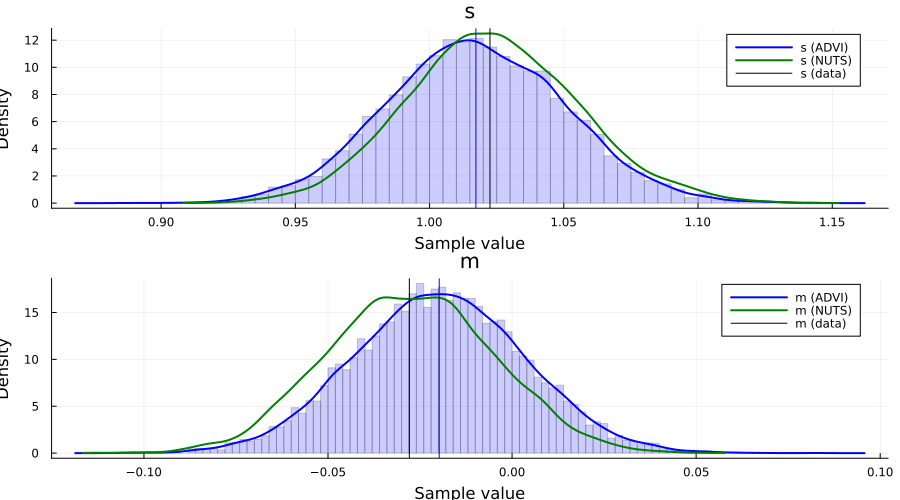 s
12
10
8
6
4
2
0
Density
s (ADVI)
s (NUTS)
s (data)
0.90
0.95
1.00
1.05
1.10
1.15
Sample value
m
15
10
5
0
Density
m (ADVI)
m (NUTS)
m (data)
−0.10
−0.05
0.00
0.05
0.10
Sample value